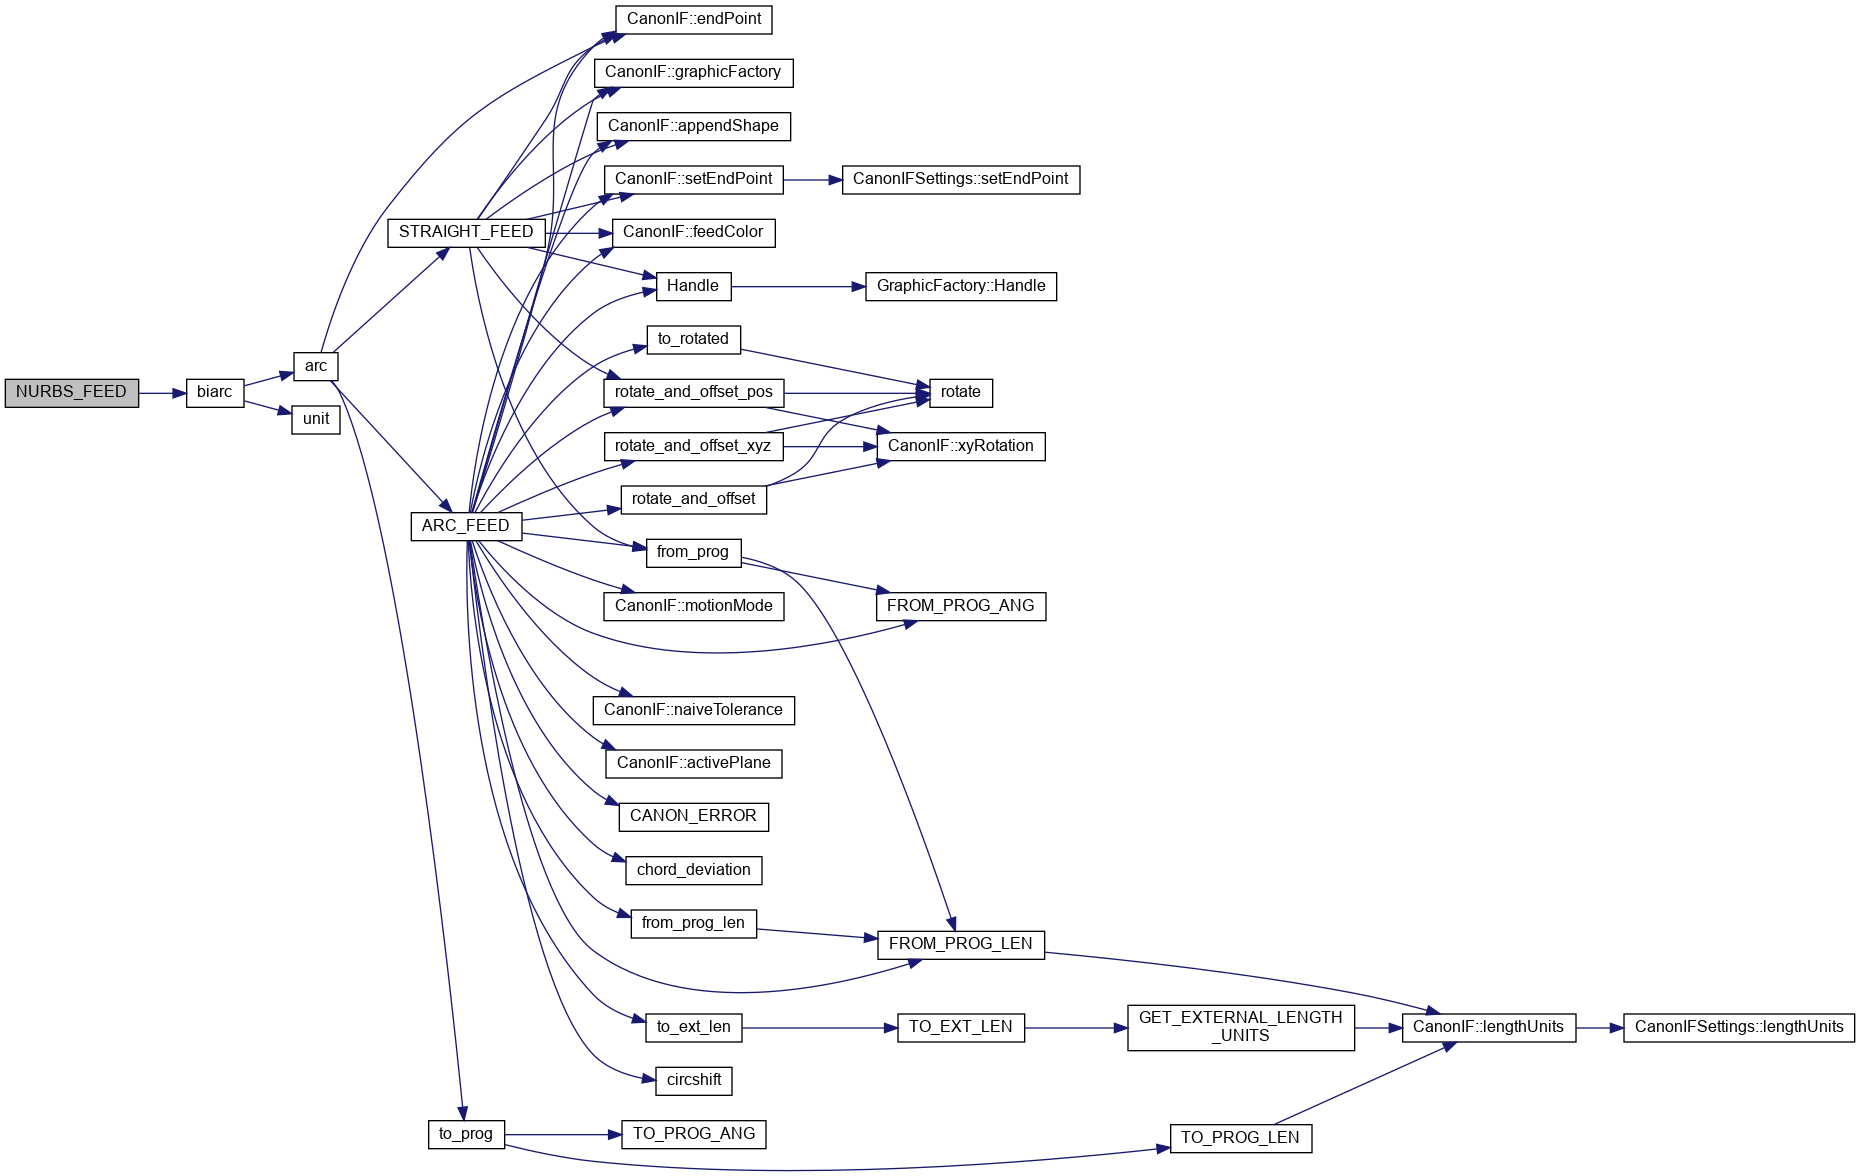 CanonIF::endPoint
CanonIF::graphicFactory
CanonIF::appendShape
CanonIF::setEndPoint
CanonIFSettings::setEndPoint
STRAIGHT_FEED
CanonIF::feedColor
Handle
GraphicFactory::Handle
to_rotated
arc
NURBS_FEED
biarc
rotate_and_offset_pos
rotate
unit
rotate_and_offset_xyz
CanonIF::xyRotation
rotate_and_offset
ARC_FEED
from_prog
CanonIF::motionMode
FROM_PROG_ANG
CanonIF::naiveTolerance
CanonIF::activePlane
CANON_ERROR
chord_deviation
from_prog_len
FROM_PROG_LEN
to_ext_len
TO_EXT_LEN
GET_EXTERNAL_LENGTH
_UNITS
CanonIF::lengthUnits
CanonIFSettings::lengthUnits
circshift
to_prog
TO_PROG_ANG
TO_PROG_LEN